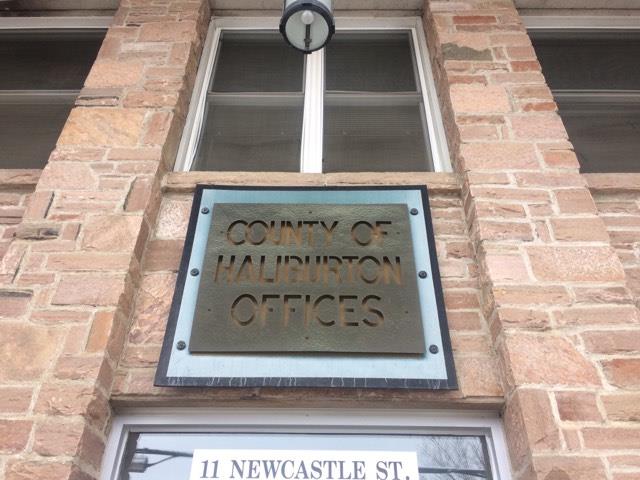 COUNTY OF
HALIBURTON
OFFICES
11 NEWCASTLE ST.